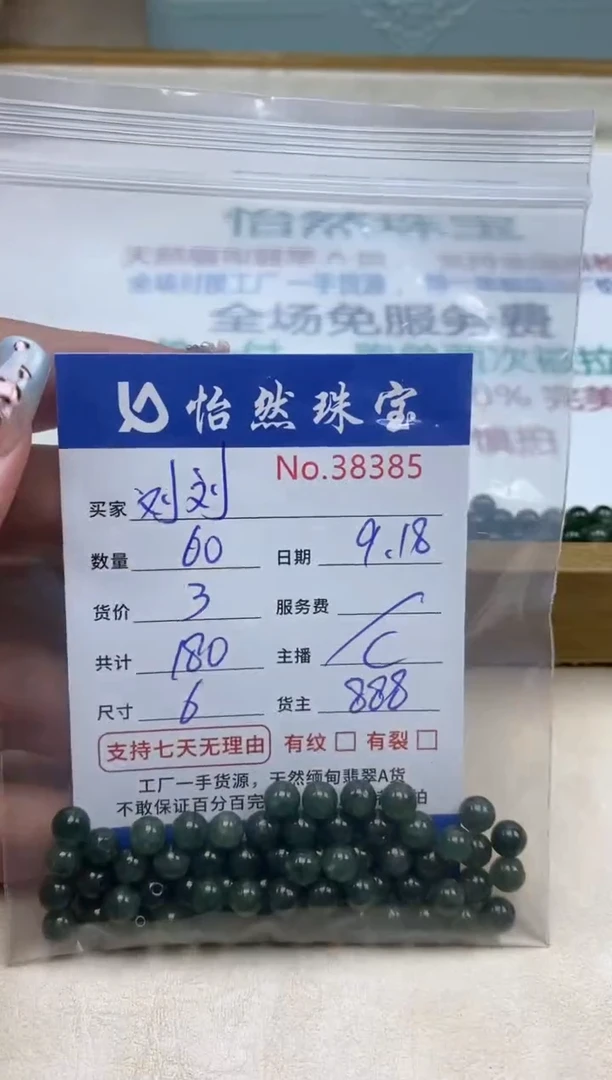 怡然珠宝
全场免服务费
怡然珠宝
No.38385
买家 刘刘
数量 60 日期 9.18
货价 3 服务费
共计 180 主播 C
尺寸 6 货主 888
支持七天无理由 有纹 □ 有裂 □
工厂一手货源，天然缅甸翡翠A货
不敢保证百分百完